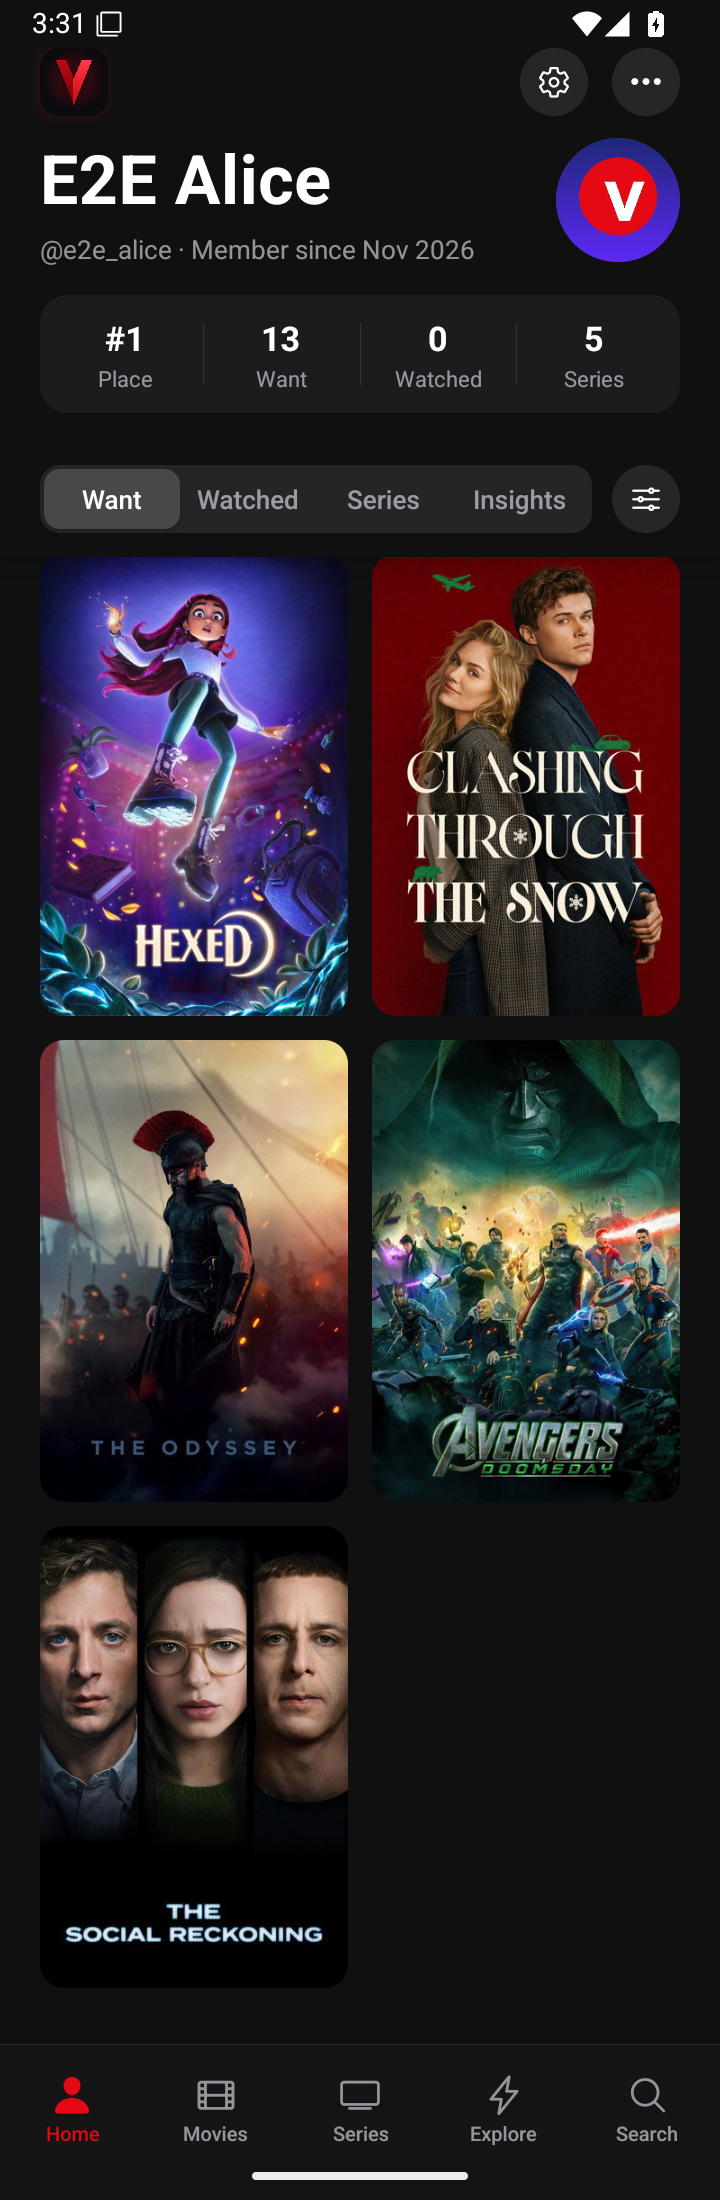 3:31
E2E Alice
V
@e2e_alice · Member since Nov 2026
#1
Place
13
Want
0
Watched
5
Series
Want
Watched
Series
Insights
HEXED
CLASHING
THROUGH
THE SNOW
THE ODYSSEY
AVENGERS
DOOMSDAY
THE
SOCIAL RECKONING
Home
Movies
Series
Explore
Search